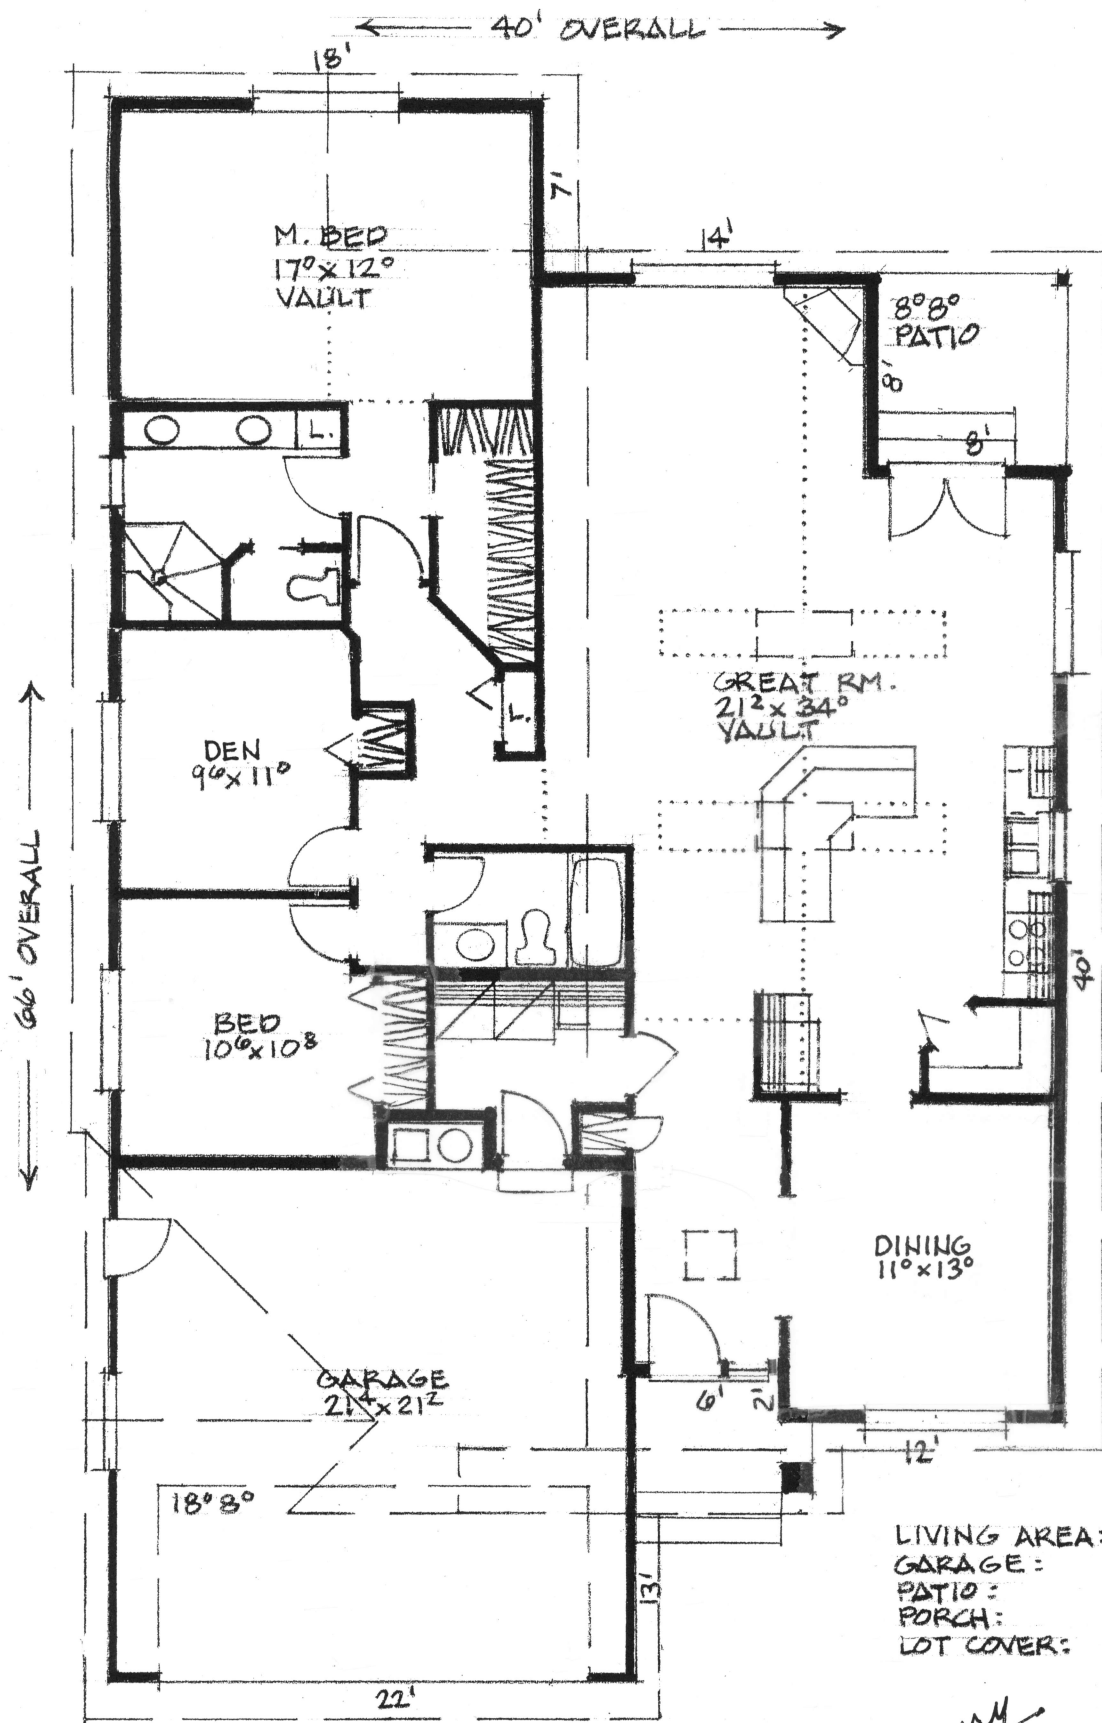 40' OVERALL
18'
7'
M. BED
17⁰ x 12⁰
VAULT
14'
8⁰8⁰
PATIO
8'
8'
L.
GREAT RM.
21² x 34⁰
VAULT
L.
DEN
9⁶ x 11⁰
66' OVERALL
40'
BED
10⁶ x 10⁸
DINING
11⁰ x 13⁰
GARAGE
21⁴ x 21²
6'
2'
12'
18⁰ 8⁰
13'
22'
LIVING AREA:
GARAGE:
PATIO:
PORCH:
LOT COVER: